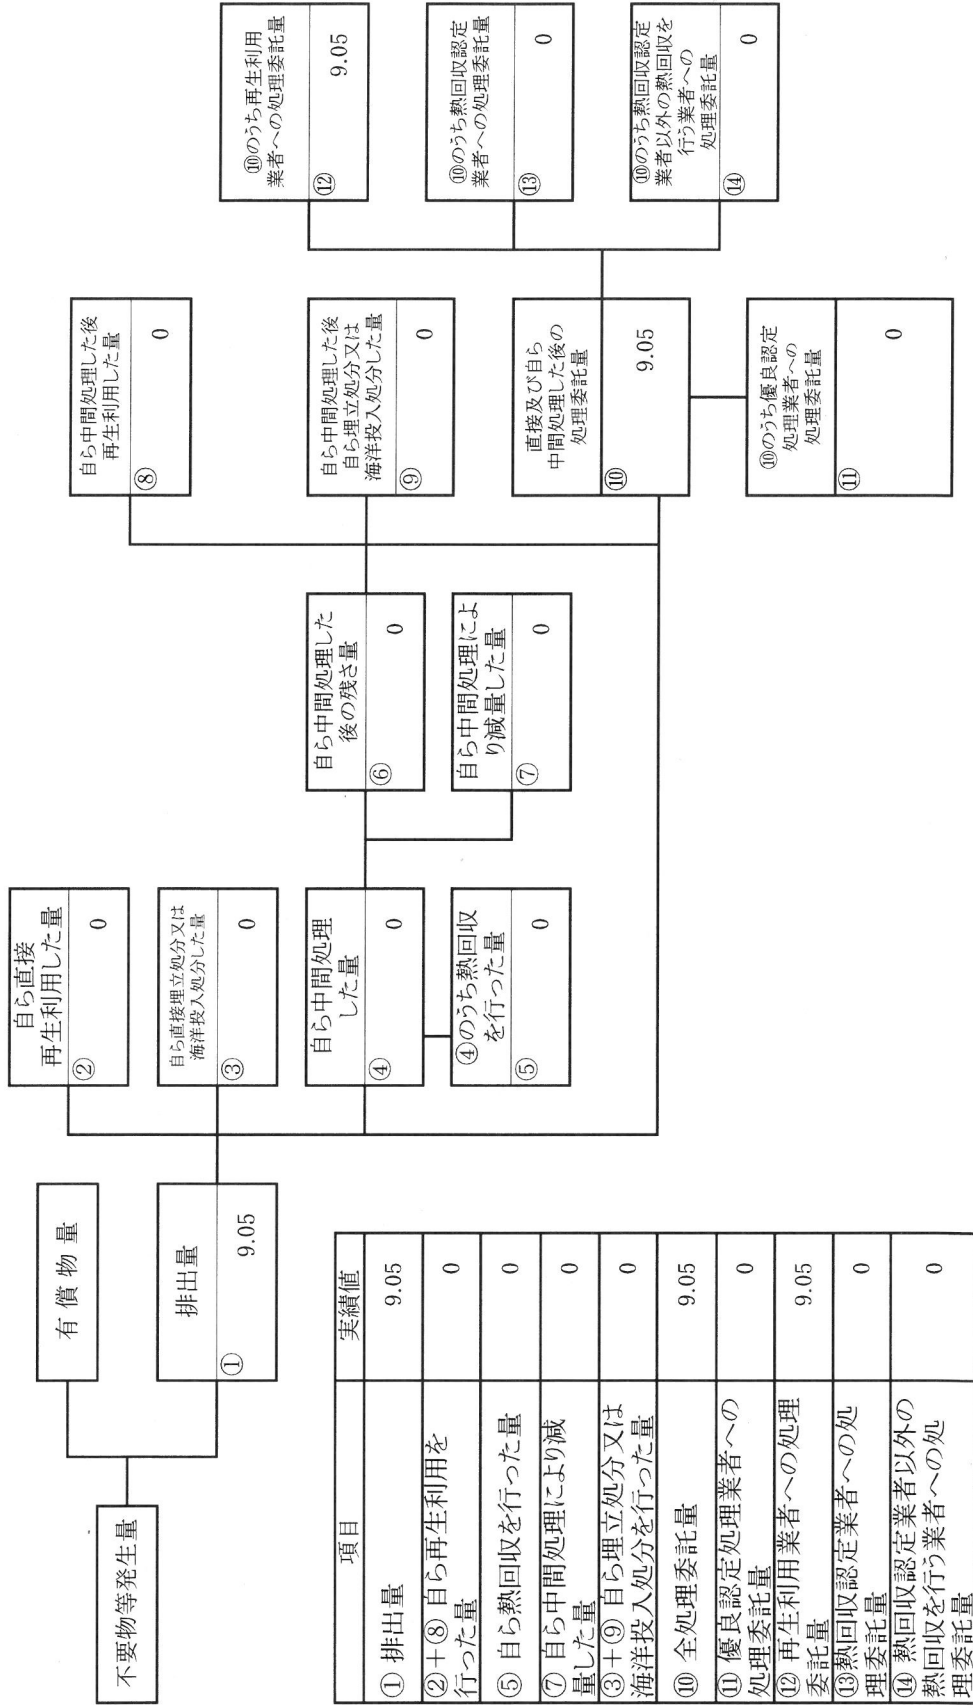 不要物等発生量
有償物量
排出量
① 9.05
自ら直接
再生利用した量
② 0
自ら直接埋立処分又は
海洋投入処分した量
③ 0
自ら中間処理
した量
④ 0
④のうち熱回収
を行った量
⑤ 0
自ら中間処理した
後の残さ量
⑥ 0
自ら中間処理によ
り減量した量
⑦ 0
自ら中間処理した後
再生利用した量
⑧ 0
自ら中間処理した後
自ら埋立処分又は
海洋投入処分した量
⑨ 0
直接及び自ら
中間処理した後の
処理委託量
⑩ 9.05
⑩のうち優良認定
処理業者への
処理委託量
⑪ 0
⑩のうち再生利用
業者への処理委託量
⑫ 9.05
⑩のうち熱回収認定
業者への処理委託量
⑬ 0
⑩のうち熱回収認定
業者以外の熱回収を
行う業者への
処理委託量
⑭ 0
項目 実績値
① 排出量 9.05
②+⑧ 自ら再生利用を
行った量 0
⑤ 自ら熱回収を行った量 0
⑦ 自ら中間処理により減
量した量 0
③+⑨ 自ら埋立処分又は
海洋投入処分を行った量 0
⑩ 全処理委託量 9.05
⑪ 優良認定処理業者への
処理委託量 0
⑫ 再生利用業者への処理
委託量 9.05
⑬熱回収認定業者への処
理委託量 0
⑭ 熱回収認定業者以外の
熱回収を行う業者への処
理委託量 0